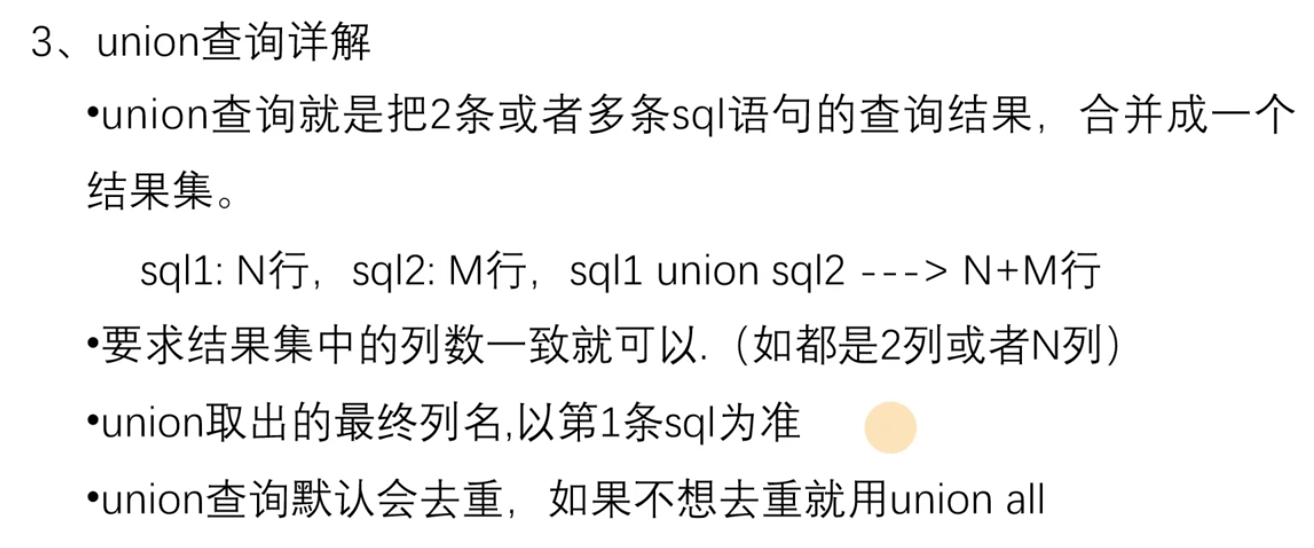 3、union查询详解
•union查询就是把2条或者多条sql语句的查询结果，合并成一个
结果集。
sql1: N行，sql2: M行，sql1 union sql2 ---> N+M行
•要求结果集中的列数一致就可以.（如都是2列或者N列）
•union取出的最终列名,以第1条sql为准
•union查询默认会去重，如果不想去重就用union all